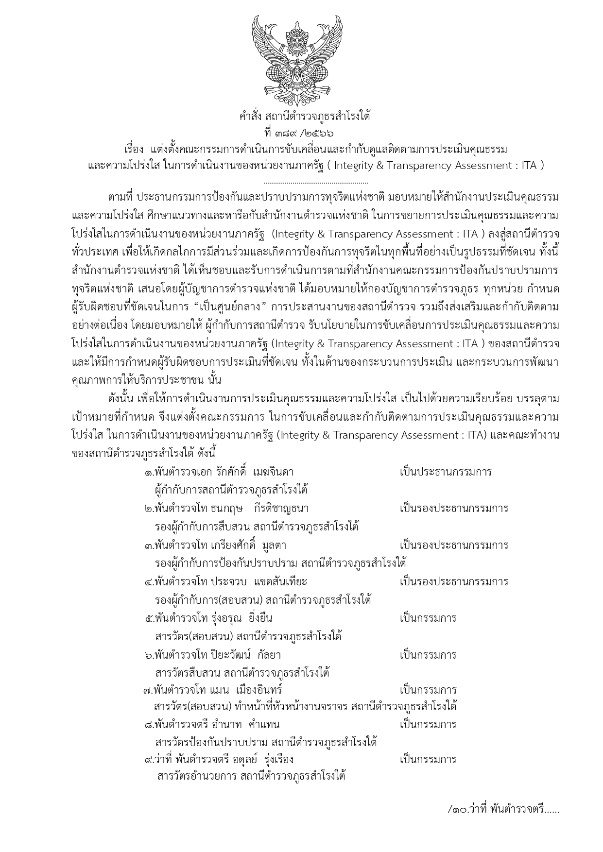 คำสั่ง สถานีตำรวจภูธรสำโรงใต้
ที่ ๓๘๙ /๒๕๖๖
เรื่อง แต่งตั้งคณะกรรมการดำเนินการขับเคลื่อนและกำกับดูแลติดตามการประเมินคุณธรรม
และความโปร่งใส ในการดำเนินงานของหน่วยงานภาครัฐ ( Integrity & Transparency Assessment : ITA )
..................................................
ตามที่ ประธานกรรมการป้องกันและปราบปรามการทุจริตแห่งชาติ มอบหมายให้สำนักงานประเมินคุณธรรม
และความโปร่งใส ศึกษาแนวทางและหารือกับสำนักงานตำรวจแห่งชาติ ในการขยายการประเมินคุณธรรมและความ
โปร่งใสในการดำเนินงานของหน่วยงานภาครัฐ (Integrity & Transparency Assessment : ITA ) ลงสู่สถานีตำรวจ
ทั่วประเทศ เพื่อให้เกิดกลไกการมีส่วนร่วมและเกิดการป้องกันการทุจริตในทุกพื้นที่อย่างเป็นรูปธรรมที่ชัดเจน ทั้งนี้
สำนักงานตำรวจแห่งชาติ ได้เห็นชอบและรับการดำเนินการตามที่สำนักงานคณะกรรมการป้องกันปราบปรามการ
ทุจริตแห่งชาติ เสนอโดยผู้บัญชาการตำรวจแห่งชาติ ได้มอบหมายให้กองบัญชาการตำรวจภูธร ทุกหน่วย กำหนด
ผู้รับผิดชอบที่ชัดเจนในการ “เป็นศูนย์กลาง” การประสานงานของสถานีตำรวจ รวมถึงส่งเสริมและกำกับติดตาม
อย่างต่อเนื่อง โดยมอบหมายให้ ผู้กำกับการสถานีตำรวจ รับนโยบายในการขับเคลื่อนการประเมินคุณธรรมและความ
โปร่งใสในการดำเนินงานของหน่วยงานภาครัฐ (Integrity & Transparency Assessment : ITA ) ของสถานีตำรวจ
และให้มีการกำหนดผู้รับผิดชอบการประเมินที่ชัดเจน ทั้งในด้านของกระบวนการประเมิน และกระบวนการพัฒนา
คุณภาพการให้บริการประชาชน นั้น
ดังนั้น เพื่อให้การดำเนินงานการประเมินคุณธรรมและความโปร่งใส เป็นไปด้วยความเรียบร้อย บรรลุตาม
เป้าหมายที่กำหนด จึงแต่งตั้งคณะกรรมการ ในการขับเคลื่อนและกำกับติดตามการประเมินคุณธรรมและความ
โปร่งใส ในการดำเนินงานของหน่วยงานภาครัฐ (Integrity & Transparency Assessment : ITA) และคณะทำงาน
ของสถานีตำรวจภูธรสำโรงใต้ ดังนี้
๑.พันตำรวจเอก รักศักดิ์ เมฆจินดา เป็นประธานกรรมการ
ผู้กำกับการสถานีตำรวจภูธรสำโรงใต้
๒.พันตำรวจโท ธนกฤษ กีรติชาญธนา เป็นรองประธานกรรมการ
รองผู้กำกับการสืบสวน สถานีตำรวจภูธรสำโรงใต้
๓.พันตำรวจโท เกรียงศักดิ์ มูลตา เป็นรองประธานกรรมการ
รองผู้กำกับการป้องกันปราบปราม สถานีตำรวจภูธรสำโรงใต้
๔.พันตำรวจโท ประจวบ แขตสันเทียะ เป็นรองประธานกรรมการ
รองผู้กำกับการ(สอบสวน) สถานีตำรวจภูธรสำโรงใต้
๕.พันตำรวจโท รุ่งอรุณ ยิ่งยืน เป็นกรรมการ
สารวัตร(สอบสวน) สถานีตำรวจภูธรสำโรงใต้
๖.พันตำรวจโท ปิยะวัฒน์ กัลยา เป็นกรรมการ
สารวัตรสืบสวน สถานีตำรวจภูธรสำโรงใต้
๗.พันตำรวจโท แมน เมืองอินทร์ เป็นกรรมการ
สารวัตร(สอบสวน) ทำหน้าที่หัวหน้างานจราจร สถานีตำรวจภูธรสำโรงใต้
๘.พันตำรวจตรี อำนาท คำแทน เป็นกรรมการ
สารวัตรป้องกันปราบปราม สถานีตำรวจภูธรสำโรงใต้
๙.ว่าที่ พันตำรวจตรี อดุลย์ รุ่งเรือง เป็นกรรมการ
สารวัตรอำนวยการ สถานีตำรวจภูธรสำโรงใต้
/๑๐.ว่าที่ พันตำรวจตรี......